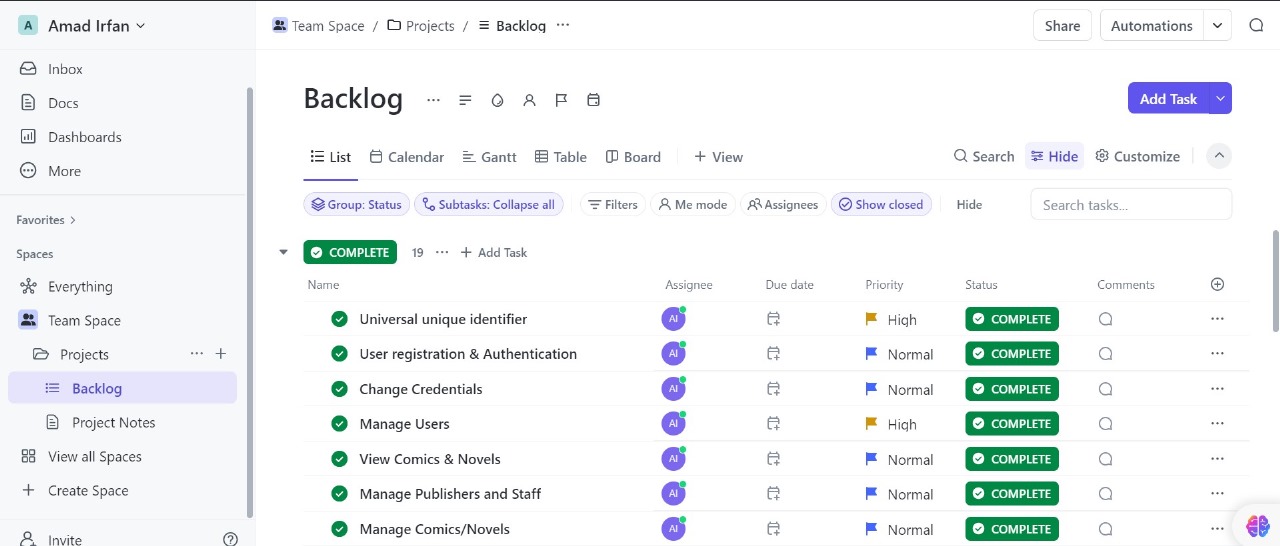 A Amad Irfan
Team Space / Projects / Backlog ...
Share
Automations
Inbox
Docs
Dashboards
More
Favorites
Spaces
Everything
Team Space
Projects
Backlog
Project Notes
View all Spaces
Create Space
Invite
Backlog
Add Task
List Calendar Gantt Table Board + View
Search Hide Customize
Group: Status Subtasks: Collapse all Filters Me mode Assignees Show closed Hide Search tasks...
COMPLETE 19 ... + Add Task
Name Assignee Due date Priority Status Comments
Universal unique identifier AI High COMPLETE
User registration & Authentication AI Normal COMPLETE
Change Credentials AI Normal COMPLETE
Manage Users AI High COMPLETE
View Comics & Novels AI Normal COMPLETE
Manage Publishers and Staff AI Normal COMPLETE
Manage Comics/Novels AI Normal COMPLETE